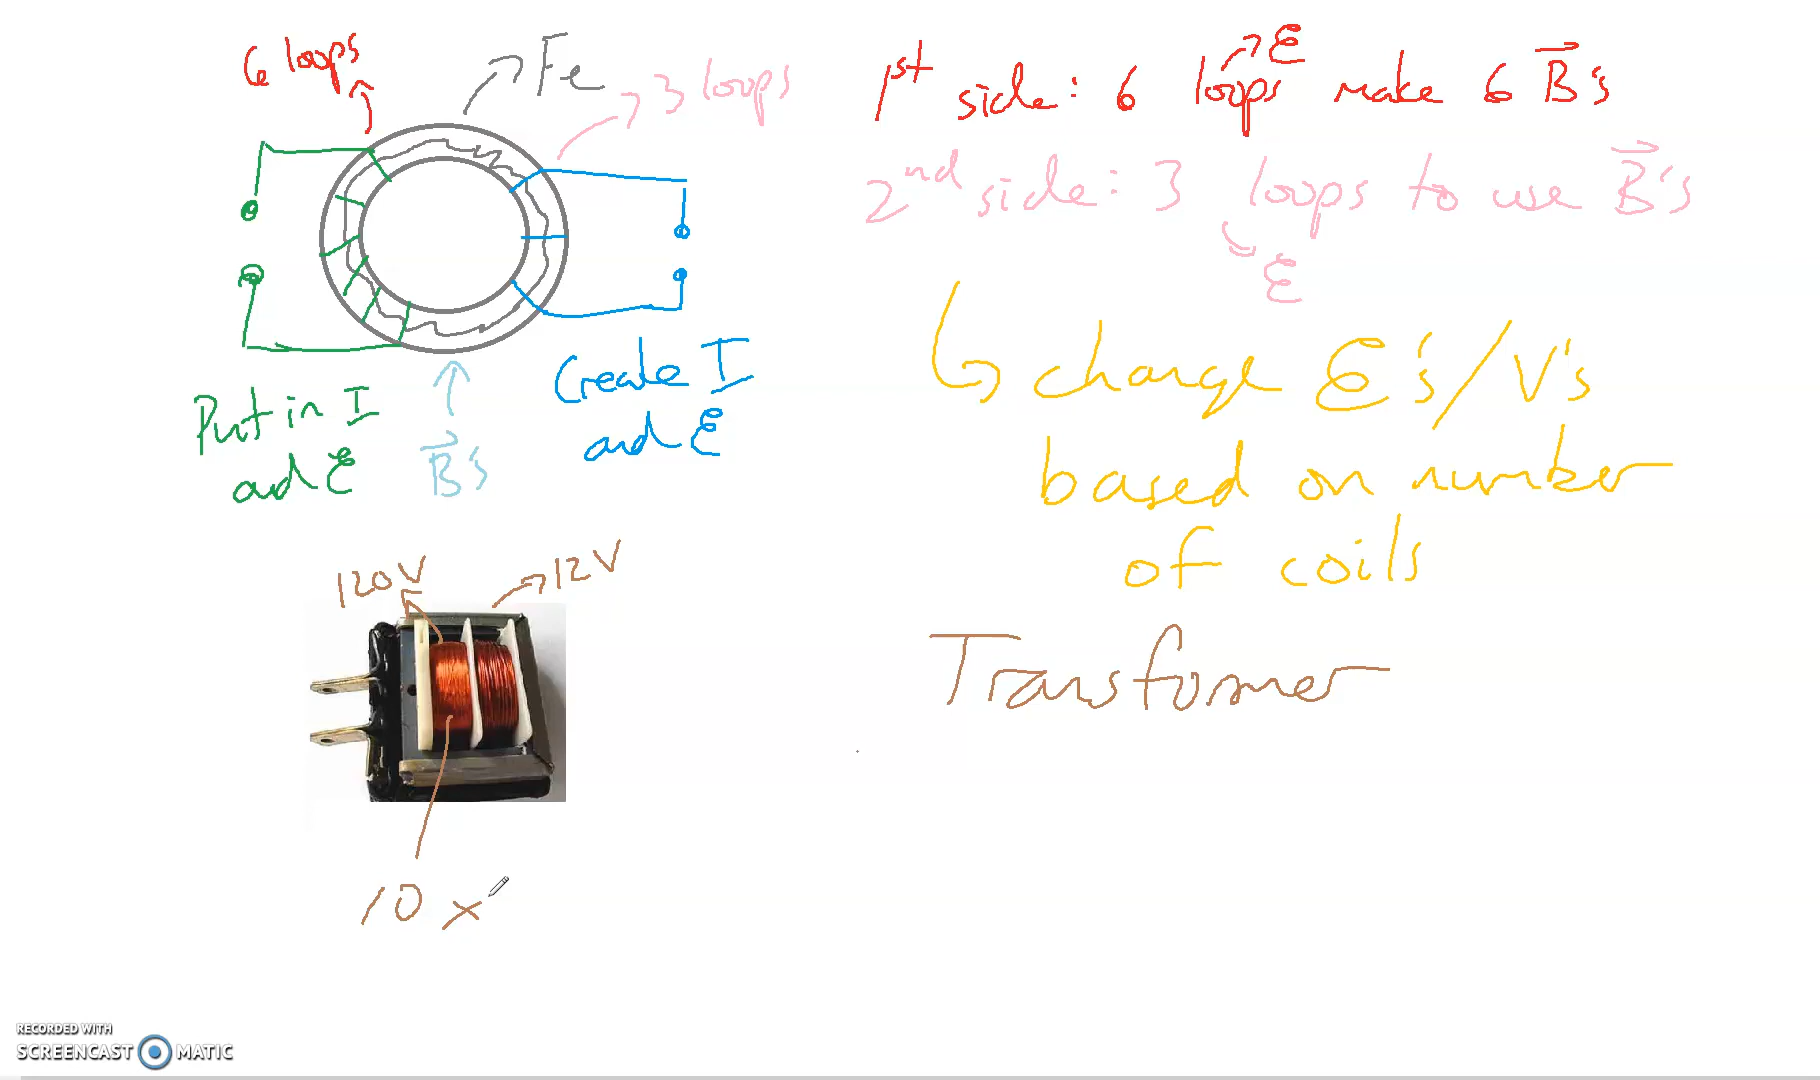 6 loops
Fe
3 loops
1st side: 6 loops make 6 B's
ε
2nd side: 3 loops to use B's
ε
Put in I
and ε
B's
Create I
and ε
change ε's/V's
based on number
of coils
120V
12V
Transformer
10 x
RECORDED WITH
SCREENCAST MATIC